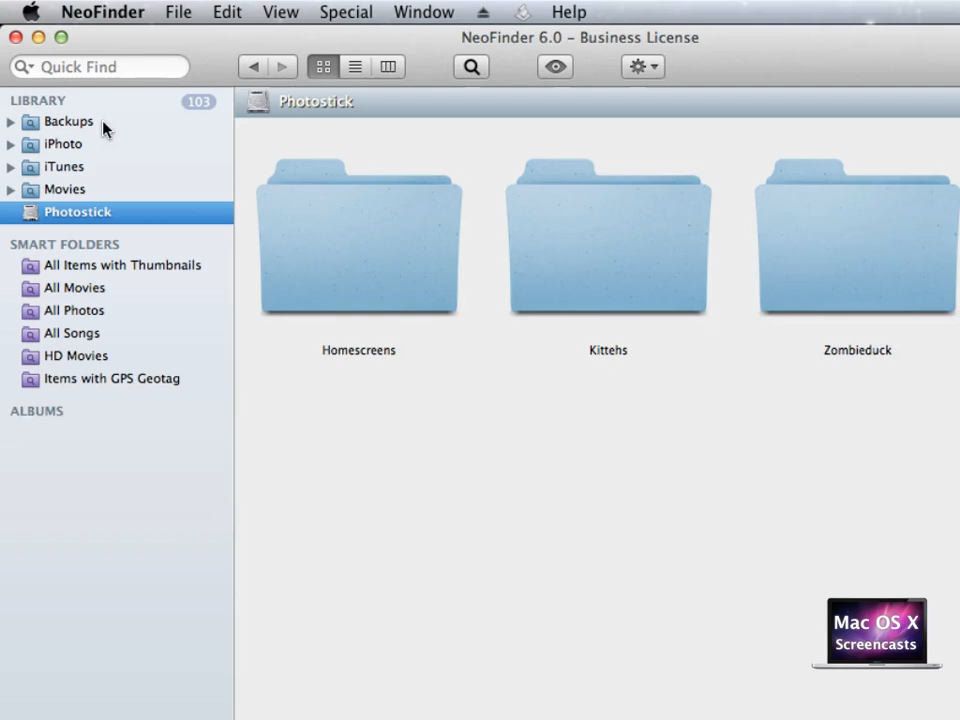 NeoFinder File Edit View Special Window Help
NeoFinder 6.0 – Business License
Quick Find
LIBRARY 103
Photostick
Backups
iPhoto
iTunes
Movies
Photostick
SMART FOLDERS
All Items with Thumbnails
All Movies
All Photos
All Songs
HD Movies
Items with GPS Geotag
ALBUMS
Homescreens Kittehs Zombieduck
Mac OS X
Screencasts